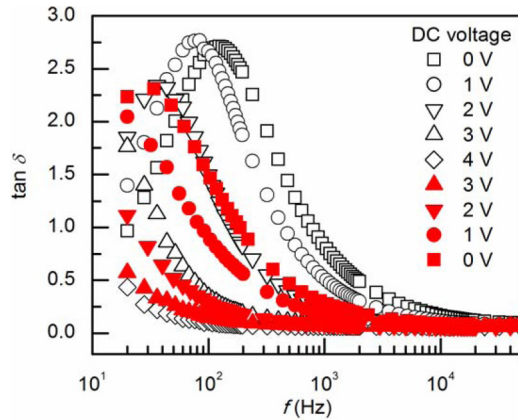 3.0
2.5
2.0
1.5
1.0
0.5
0.0
tan δ
DC voltage
0 V
1 V
2 V
3 V
4 V
3 V
2 V
1 V
0 V
10¹ 10² 10³ 10⁴
f (Hz)